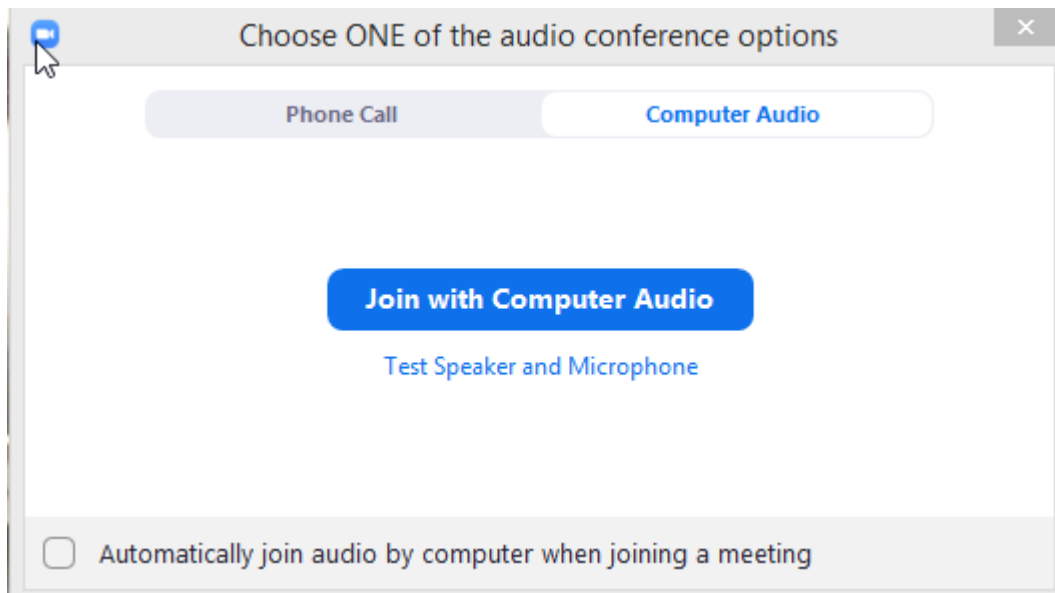 Choose ONE of the audio conference options
Phone Call
Computer Audio
Join with Computer Audio
Test Speaker and Microphone
Automatically join audio by computer when joining a meeting